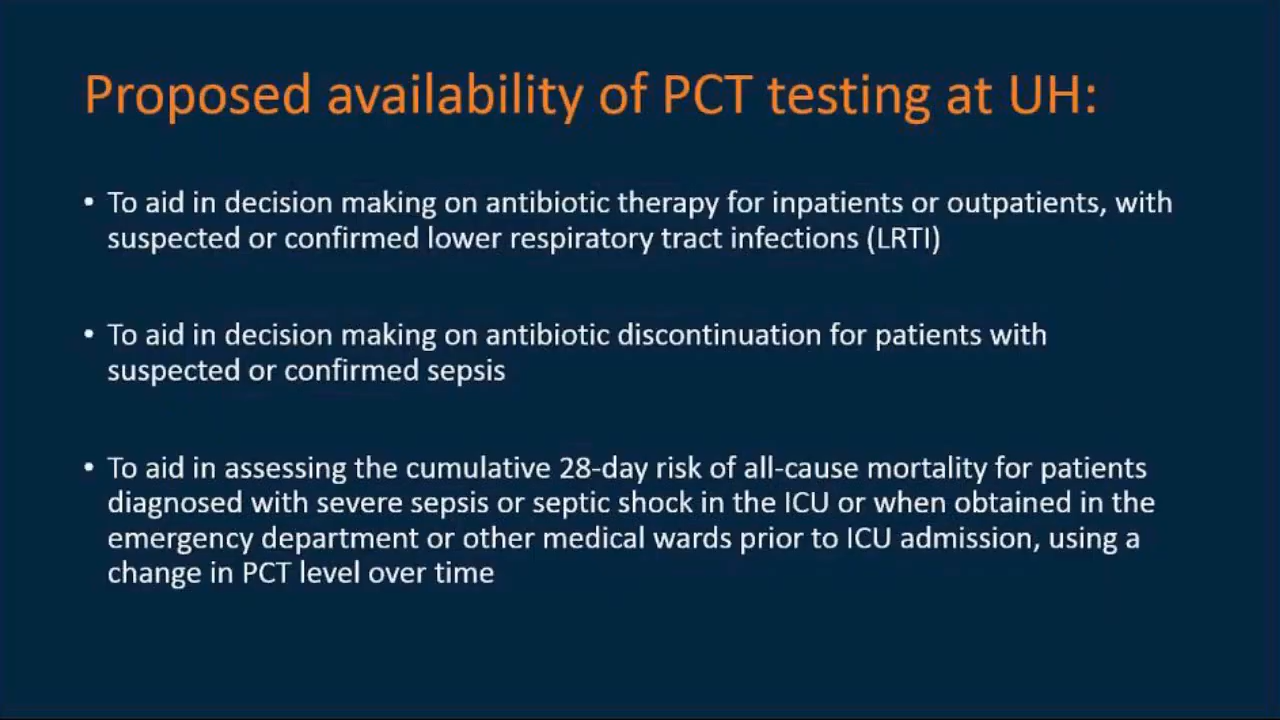 Proposed availability of PCT testing at UH:
• To aid in decision making on antibiotic therapy for inpatients or outpatients, with
suspected or confirmed lower respiratory tract infections (LRTI)
• To aid in decision making on antibiotic discontinuation for patients with
suspected or confirmed sepsis
• To aid in assessing the cumulative 28-day risk of all-cause mortality for patients
diagnosed with severe sepsis or septic shock in the ICU or when obtained in the
emergency department or other medical wards prior to ICU admission, using a
change in PCT level over time